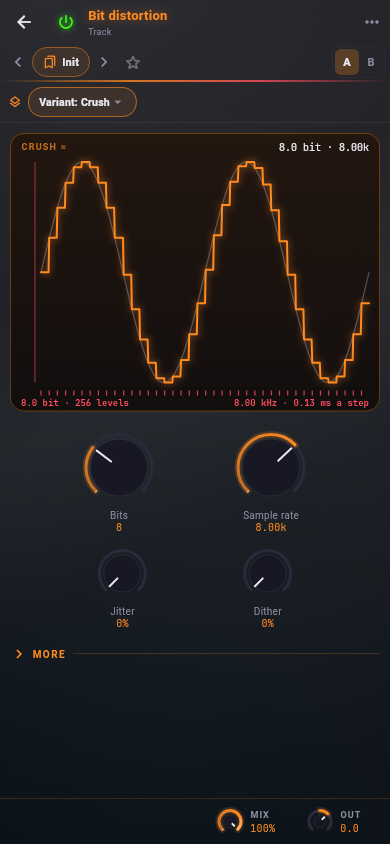 Bit distortion
Track
Init
A B
Variant: Crush
CRUSH ≈ 8.0 bit · 8.00k
8.0 bit · 256 levels 8.00 kHz · 0.13 ms a step
Bits Sample rate
8 8.00k
Jitter Dither
0% 0%
MORE
MIX OUT
100% 0.0